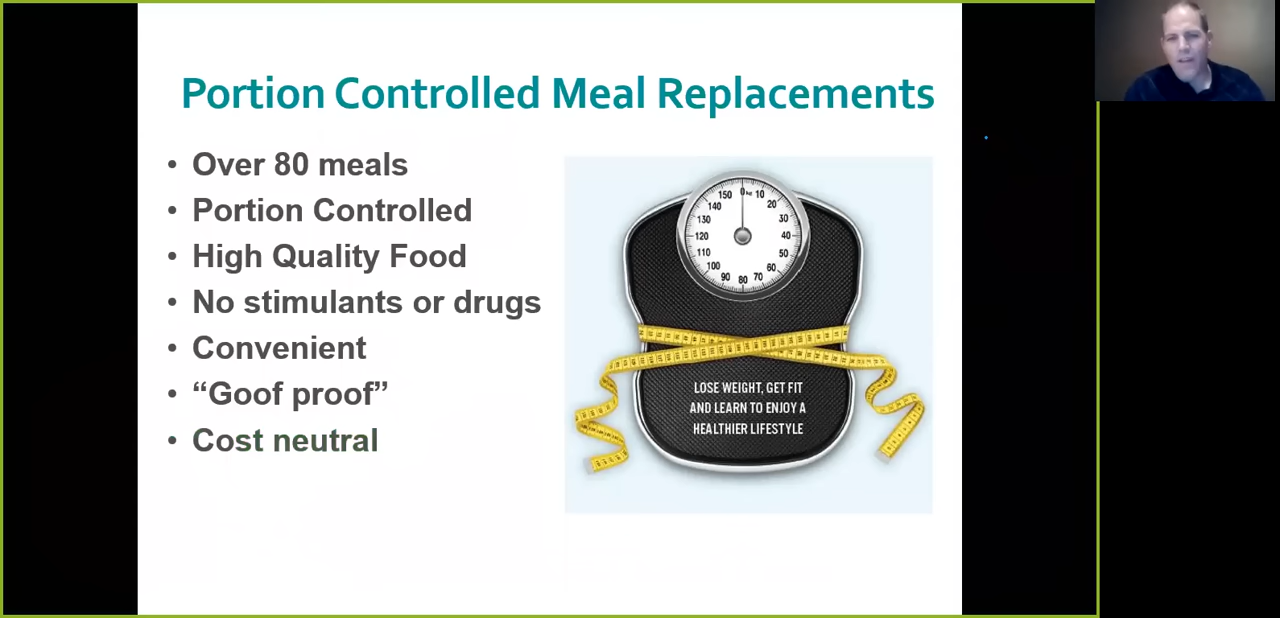 Portion Controlled Meal Replacements
• Over 80 meals
• Portion Controlled
• High Quality Food
• No stimulants or drugs
• Convenient
• “Goof proof”
• Cost neutral
0 kg 10 20 30 40 50 60 70 80 90 100 110 120 130 140 150
LOSE WEIGHT, GET FIT
AND LEARN TO ENJOY A
HEALTHIER LIFESTYLE